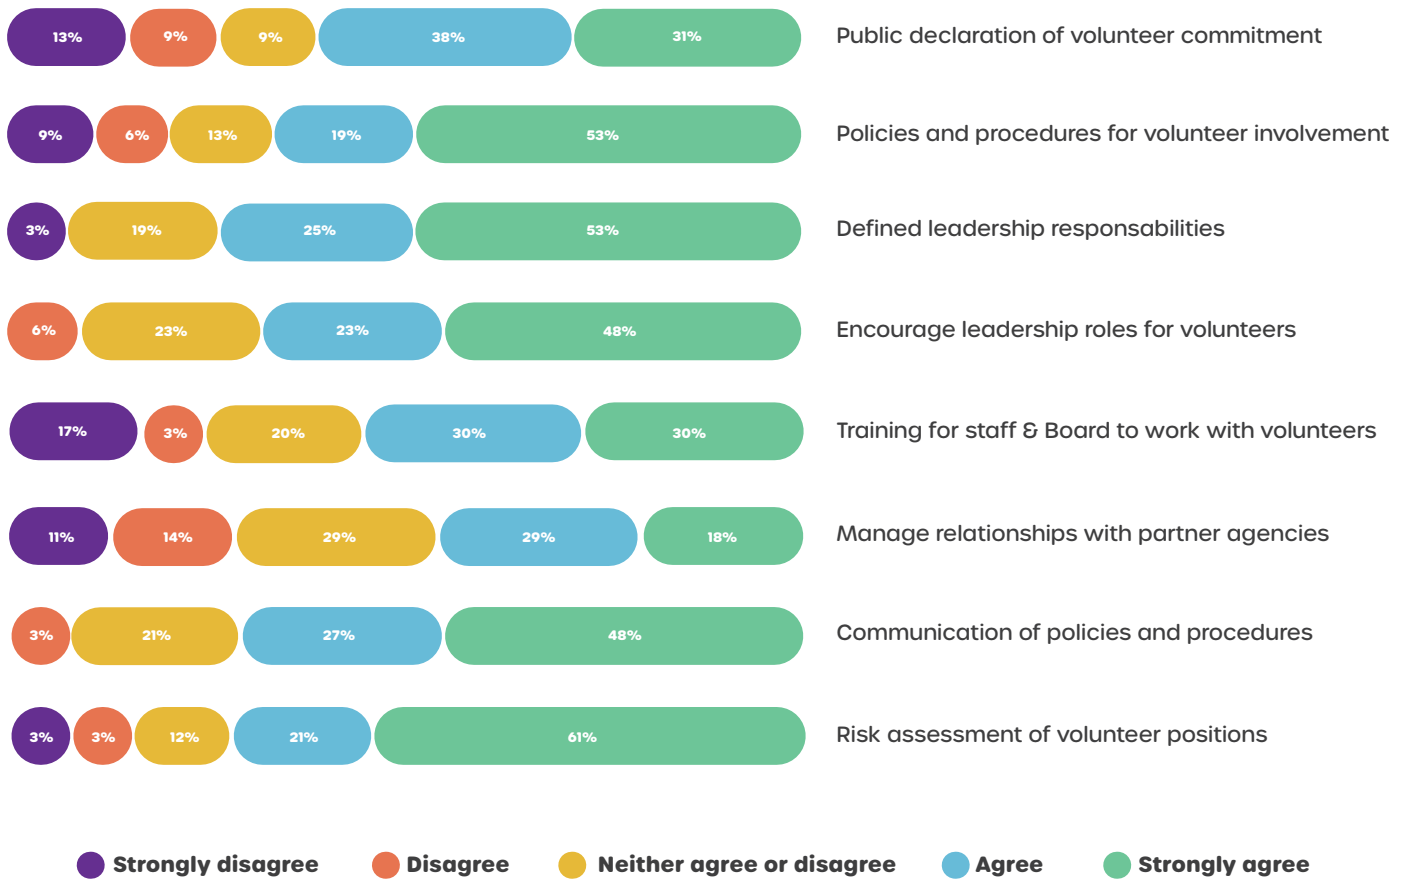 13% 9% 9% 38% 31% Public declaration of volunteer commitment
9% 6% 13% 19% 53% Policies and procedures for volunteer involvement
3% 19% 25% 53% Defined leadership responsabilities
6% 23% 23% 48% Encourage leadership roles for volunteers
17% 3% 20% 30% 30% Training for staff & Board to work with volunteers
11% 14% 29% 29% 18% Manage relationships with partner agencies
3% 21% 27% 48% Communication of policies and procedures
3% 3% 12% 21% 61% Risk assessment of volunteer positions
Strongly disagree Disagree Neither agree or disagree Agree Strongly agree